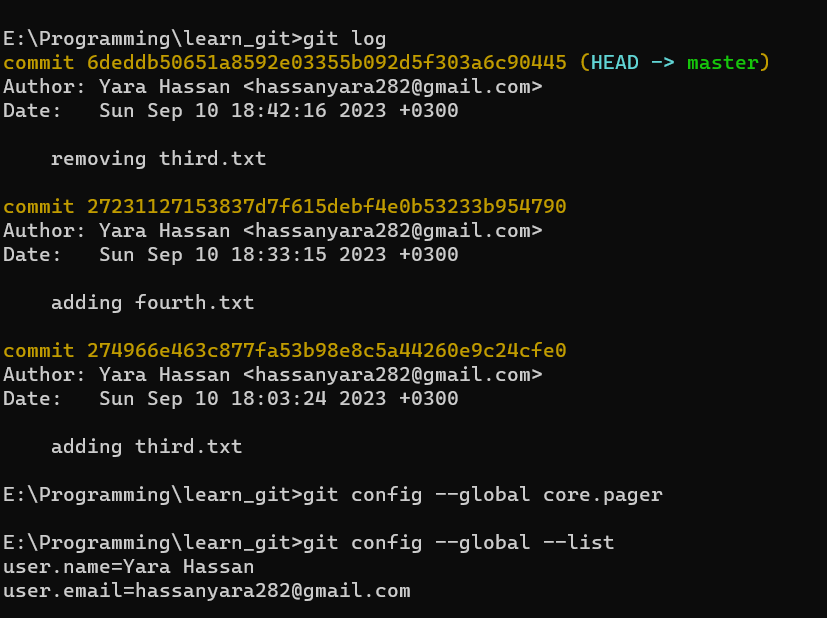 E:\Programming\learn_git>git log
commit 6deddb50651a8592e03355b092d5f303a6c90445 (HEAD -> master)
Author: Yara Hassan <hassanyara282@gmail.com>
Date:   Sun Sep 10 18:42:16 2023 +0300
    removing third.txt
commit 27231127153837d7f615debf4e0b53233b954790
Author: Yara Hassan <hassanyara282@gmail.com>
Date:   Sun Sep 10 18:33:15 2023 +0300
    adding fourth.txt
commit 274966e463c877fa53b98e8c5a44260e9c24cfe0
Author: Yara Hassan <hassanyara282@gmail.com>
Date:   Sun Sep 10 18:03:24 2023 +0300
    adding third.txt
E:\Programming\learn_git>git config --global core.pager
E:\Programming\learn_git>git config --global --list
user.name=Yara Hassan
user.email=hassanyara282@gmail.com